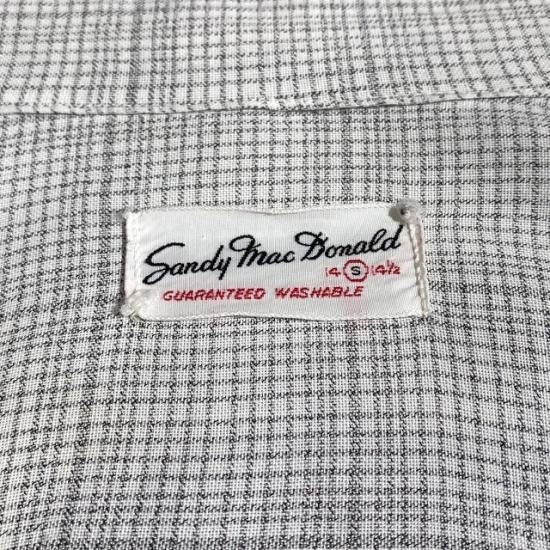 Sandy Mac Donald
14 S 14½
GUARANTEED WASHABLE